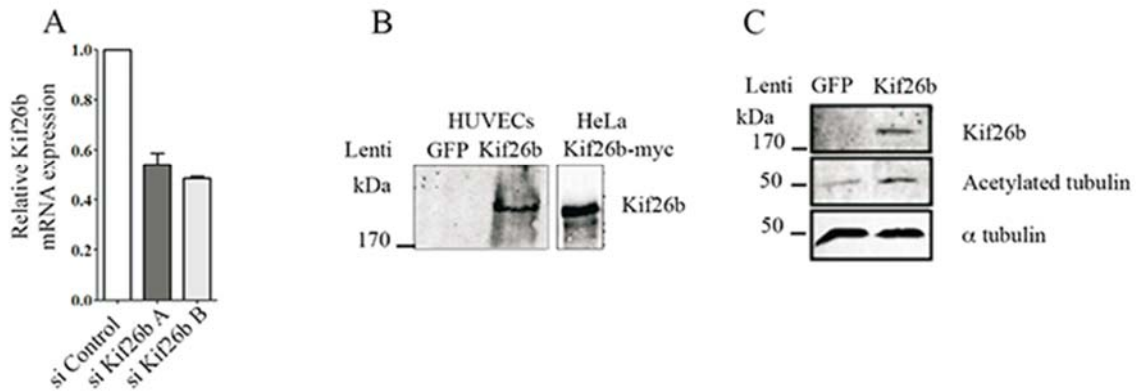 A
Relative Kif26b
mRNA expression
1.0
0.8
0.6
0.4
0.2
0.0
si Control
si Kif26b A
si Kif26b B
B
HUVECs HeLa
Lenti GFP Kif26b Kif26b-myc
kDa
Kif26b
170
C
Lenti GFP Kif26b
kDa
170 Kif26b
50 Acetylated tubulin
50 α tubulin